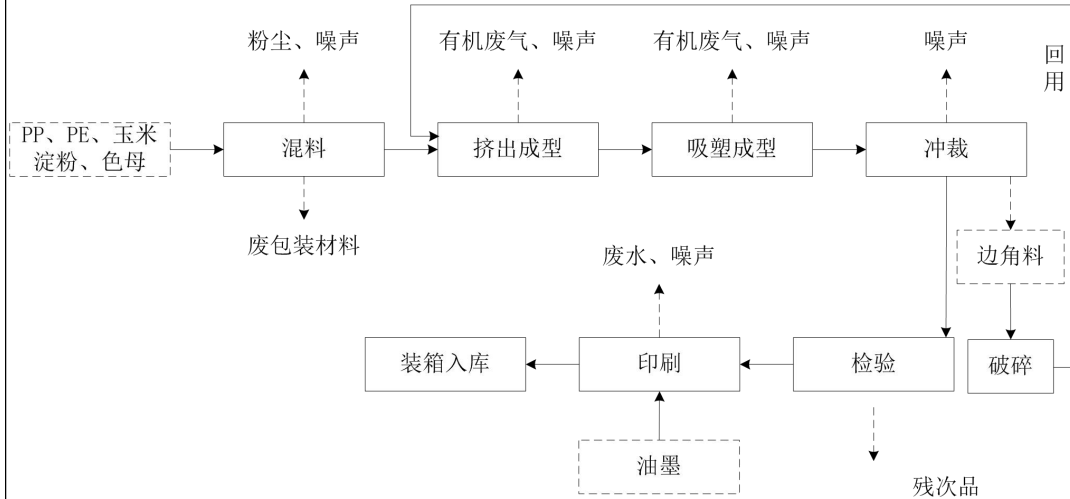 粉尘、噪声
有机废气、噪声
有机废气、噪声
噪声
回
用
PP、PE、玉米
淀粉、色母
混料
挤出成型
吸塑成型
冲裁
废包装材料
废水、噪声
边角料
装箱入库
印刷
检验
破碎
油墨
残次品